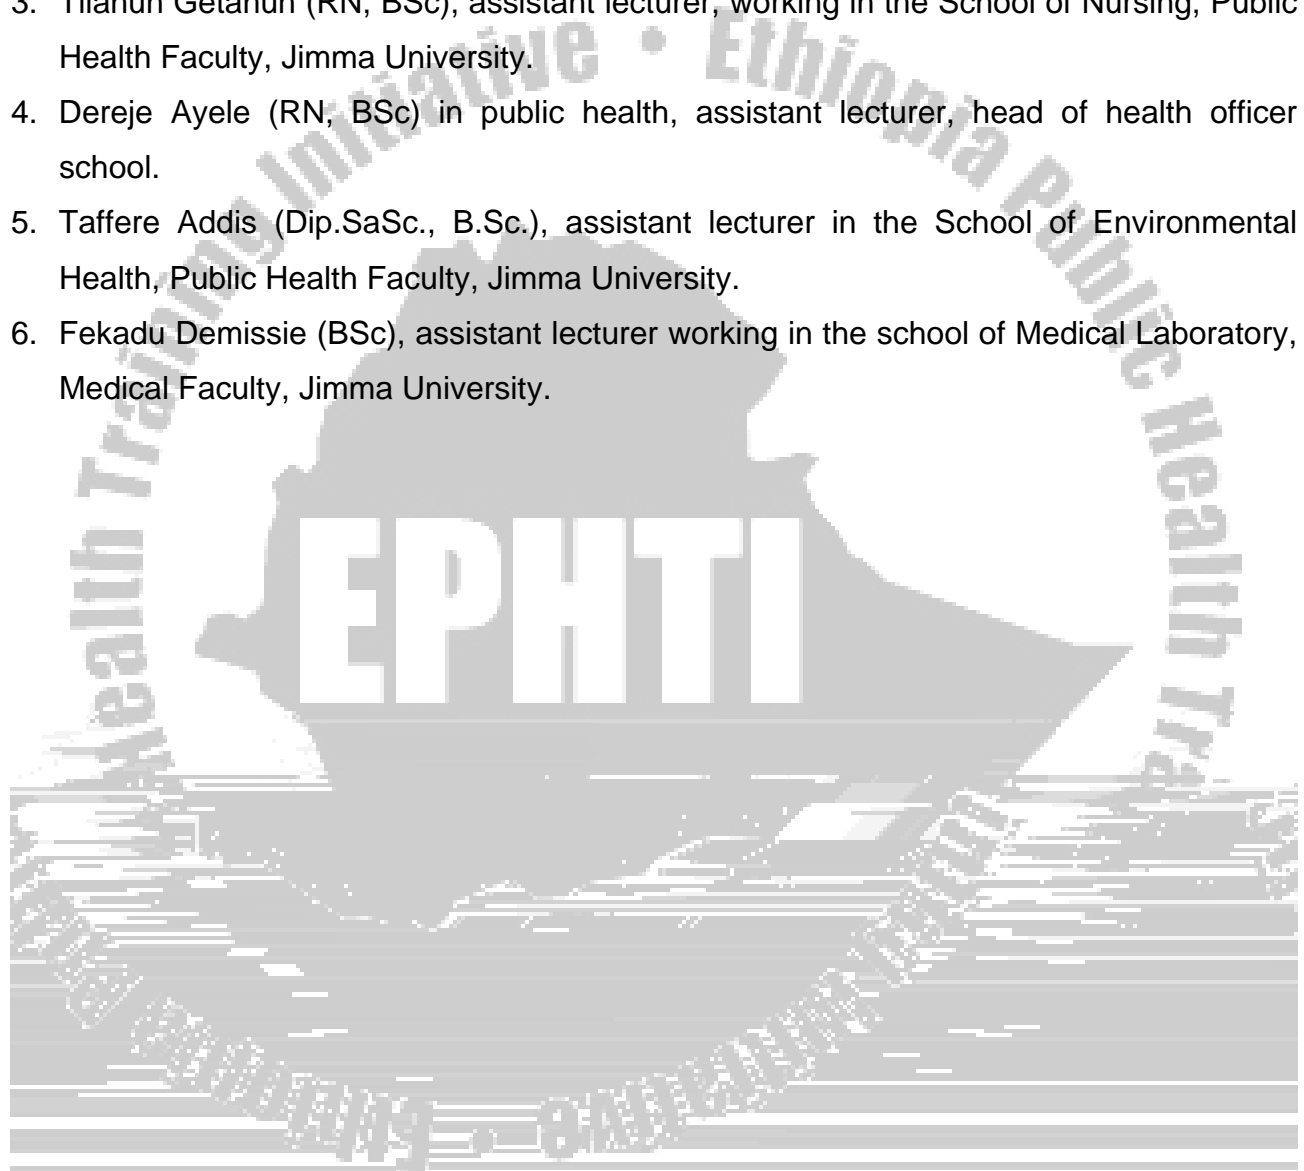 3. Tilahun Getahun (RN, BSc), assistant lecturer, working in the School of Nursing, Public
Health Faculty, Jimma University.
4. Dereje Ayele (RN, BSc) in public health, assistant lecturer, head of health officer
school.
5. Taffere Addis (Dip.SaSc., B.Sc.), assistant lecturer in the School of Environmental
Health, Public Health Faculty, Jimma University.
6. Fekadu Demissie (BSc), assistant lecturer working in the school of Medical Laboratory,
Medical Faculty, Jimma University.
Health Training Initiative • Ethiopia Public Health Tra
EPHTI